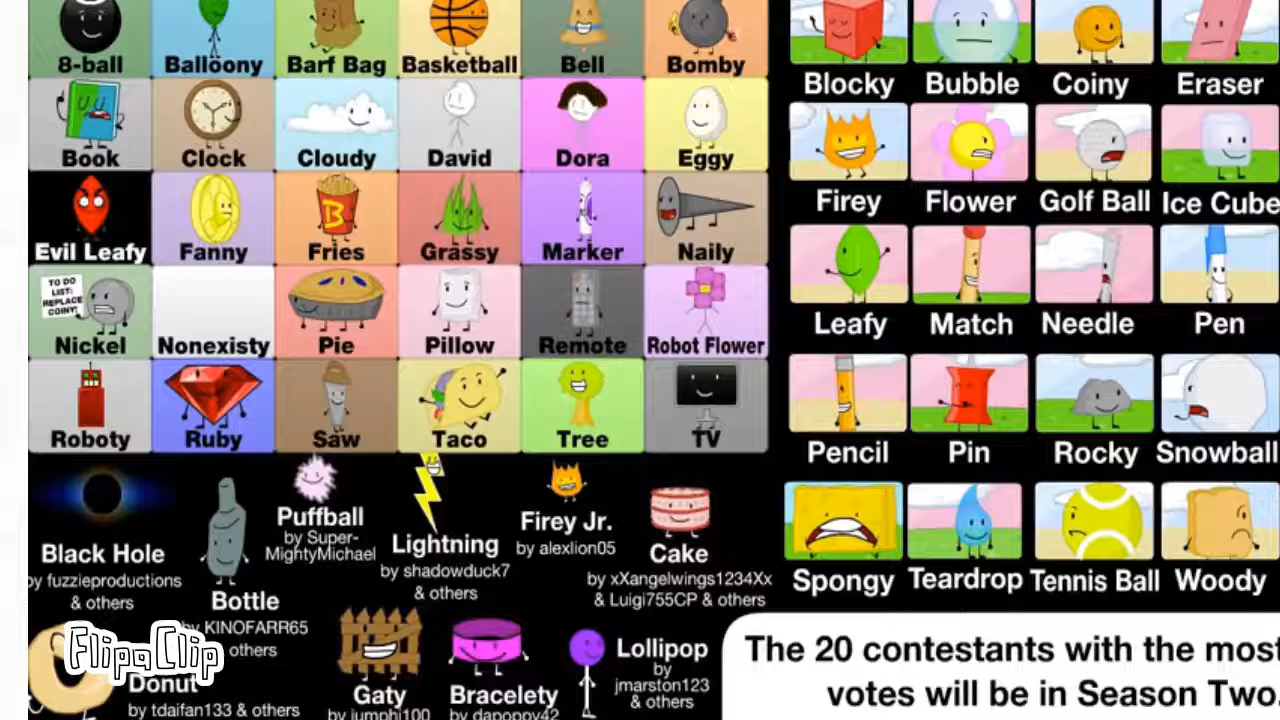 8-ball
Balloony
Barf Bag
Basketball
Bell
Bomby
Book
Clock
Cloudy
David
Dora
Eggy
Evil Leafy
Fanny
Fries
B
Grassy
Marker
Naily
TO DO
LIST:
REPLACE
COINY!
Nickel
Nonexisty
Pie
Pillow
Remote
Robot Flower
Roboty
Ruby
Saw
Taco
Tree
TV
Black Hole
by fuzzieproductions
& others
Bottle
by KINOFARR65
others
Puffball
by Super-
MightyMichael
Lightning
by shadowduck7
& others
Firey Jr.
by alexlion05
Cake
by xXangelwings1234Xx
& Luigi755CP & others
FlipaClip
Donut
by tdaifan133 & others
Gaty
by jumphi100
Bracelety
by dapoppy42
Lollipop
by
jmarston123
& others
Blocky
Bubble
Coiny
Eraser
Firey
Flower
Golf Ball
Ice Cube
Leafy
Match
Needle
Pen
Pencil
Pin
Rocky
Snowball
Spongy
Teardrop
Tennis Ball
Woody
The 20 contestants with the most
votes will be in Season Two.